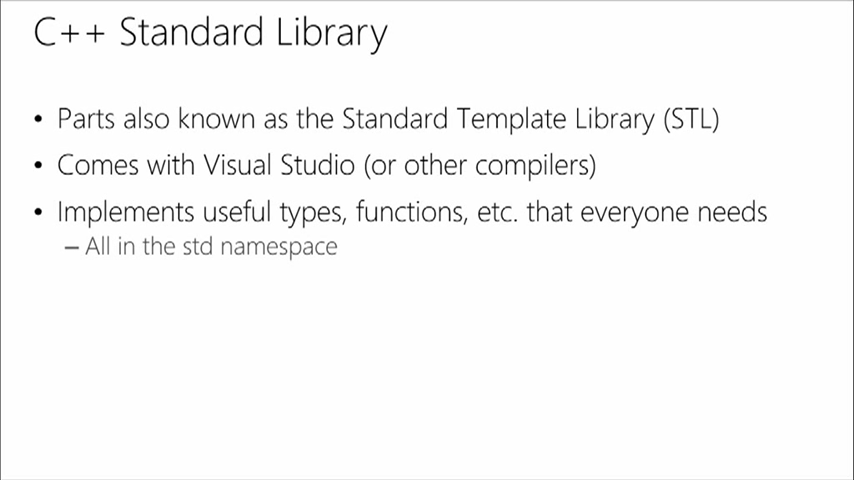 C++ Standard Library
• Parts also known as the Standard Template Library (STL)
• Comes with Visual Studio (or other compilers)
• Implements useful types, functions, etc. that everyone needs
– All in the std namespace